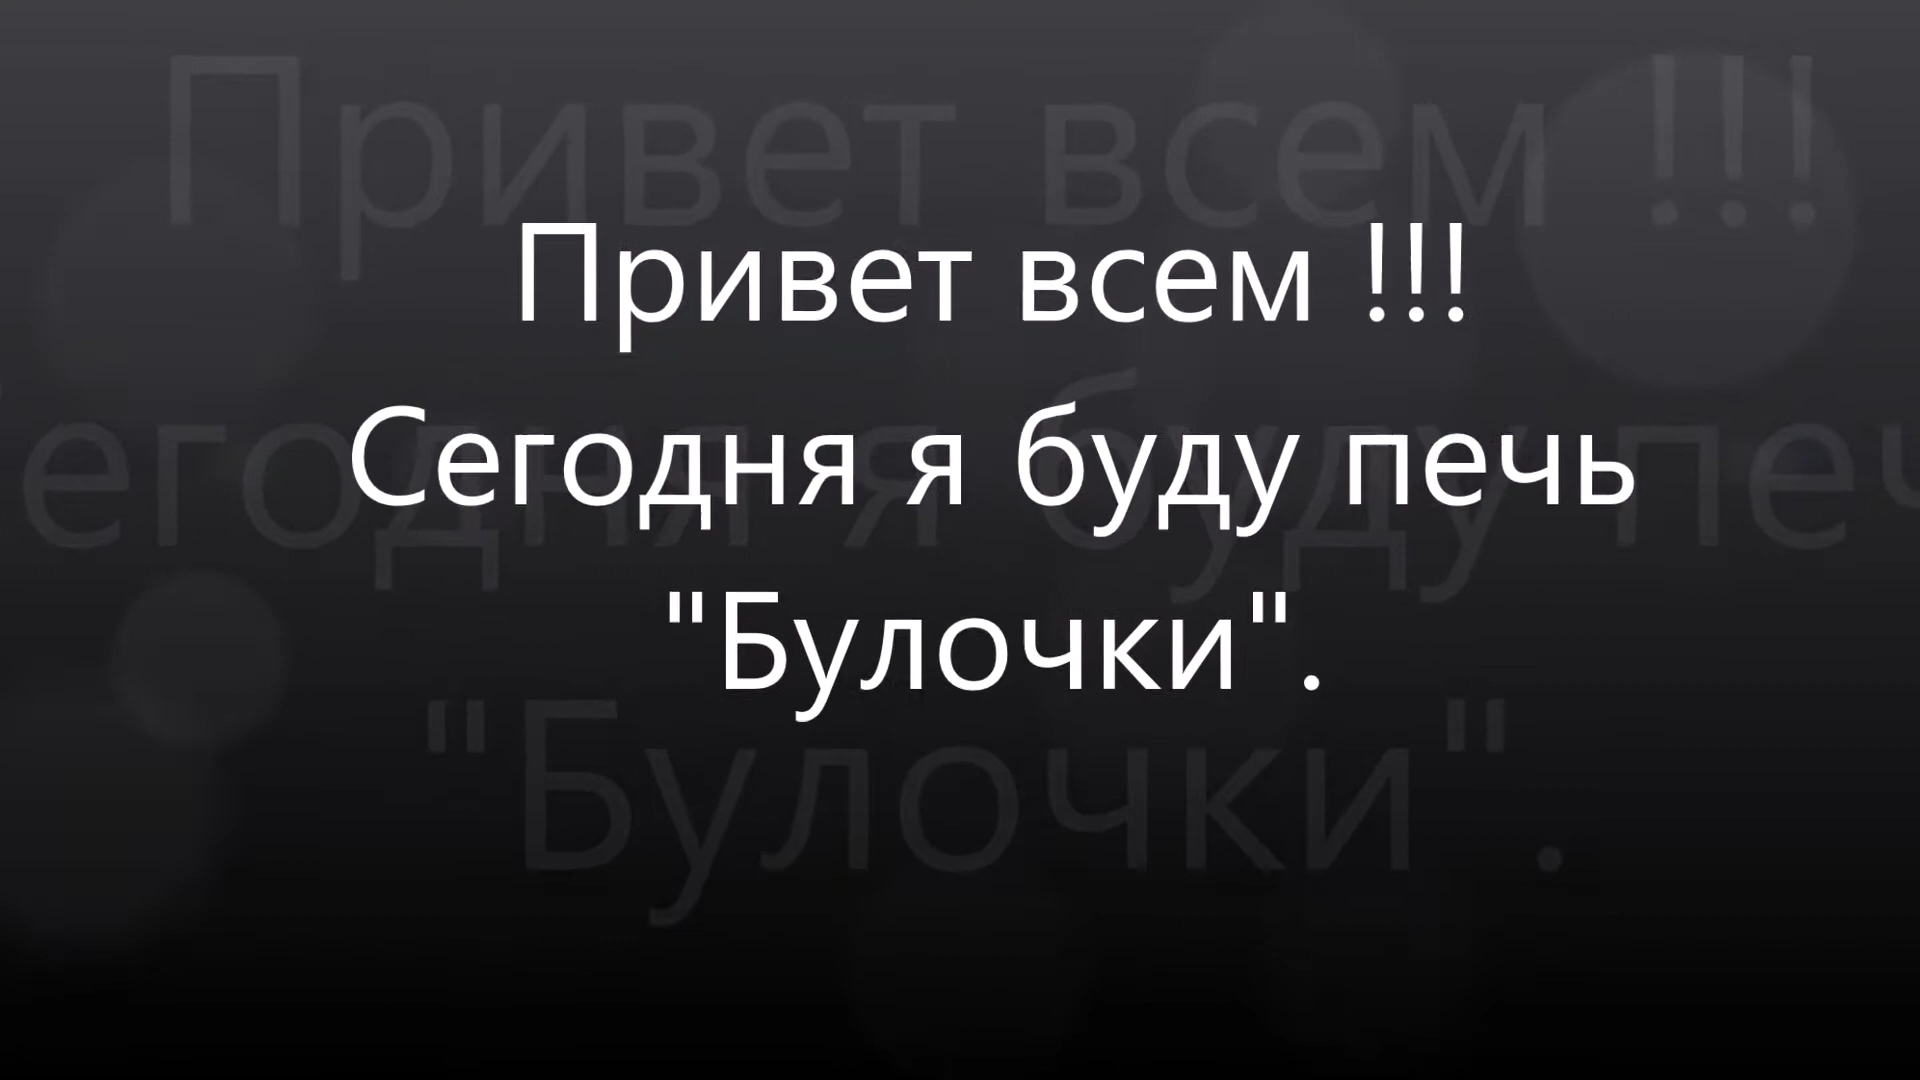 Привет всем !!!
Сегодня я буду печь
"Булочки" .